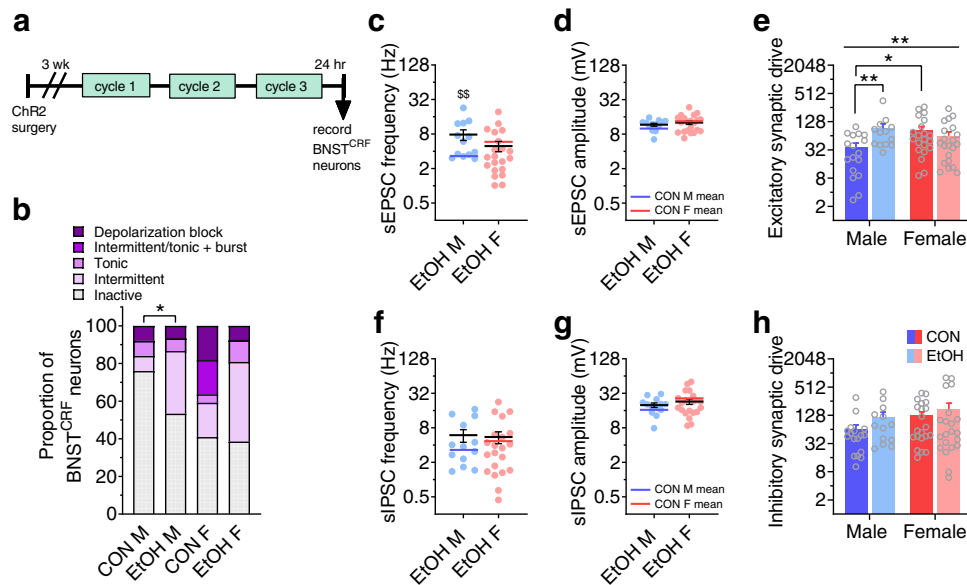 a
3 wk
cycle 1
cycle 2
cycle 3
24 hr
ChR2
surgery
record
BNST^CRF
neurons
b
Depolarization block
Intermittent/tonic + burst
Tonic
Intermittent
Inactive
Proportion of
BNST^CRF neurons
100
80
60
40
20
0
*
CON M
EtOH M
CON F
EtOH F
c
sEPSC frequency (Hz)
128
32
8
2
0.5
$$
EtOH M
EtOH F
d
sEPSC amplitude (mV)
128
32
8
2
0.5
CON M mean
CON F mean
EtOH M
EtOH F
e
Excitatory synaptic drive
2048
512
128
32
8
2
**
*
**
Male
Female
f
sIPSC frequency (Hz)
128
32
8
2
0.5
EtOH M
EtOH F
g
sIPSC amplitude (mV)
128
32
8
2
0.5
CON M mean
CON F mean
EtOH M
EtOH F
h
CON
EtOH
Inhibitory synaptic drive
2048
512
128
32
8
2
Male
Female